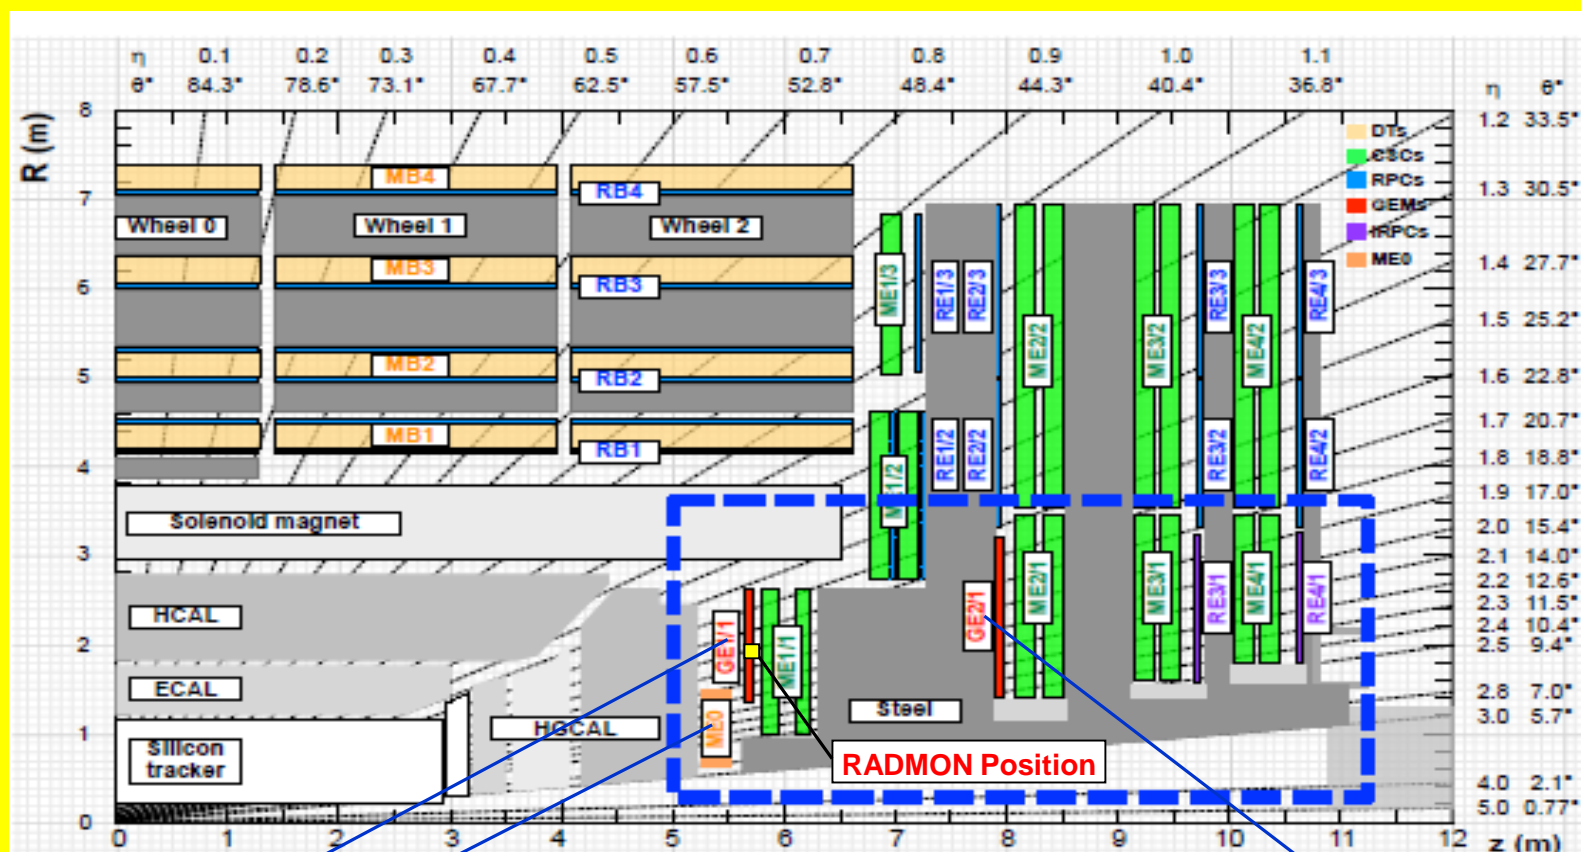 η 0.1 0.2 0.3 0.4 0.5 0.6 0.7 0.8 0.9 1.0 1.1
θ° 84.3° 78.6° 73.1° 67.7° 62.5° 57.5° 52.8° 48.4° 44.3° 40.4° 36.8°
η θ°
R (m)
8
7
6
5
4
3
2
1
0
1.2 33.5°
1.3 30.5°
1.4 27.7°
1.5 25.2°
1.6 22.8°
1.7 20.7°
1.8 18.8°
1.9 17.0°
2.0 15.4°
2.1 14.0°
2.2 12.6°
2.3 11.5°
2.4 10.4°
2.5 9.4°
2.8 7.0°
3.0 5.7°
4.0 2.1°
5.0 0.77°
DTs
CSCs
RPCs
GEMs
iRPCs
ME0
MB4
RB4
Wheel 0
Wheel 1
Wheel 2
MB3
RB3
MB2
RB2
MB1
RB1
ME1/3
RE1/3
RE2/3
ME2/2
ME3/2
RE3/3
ME4/2
RE4/3
ME1/2
RE1/2
RE2/2
RE3/2
RE4/2
Solenoid magnet
HCAL
ECAL
Silicon
tracker
HGCAL
GE1/1
ME0
ME1/1
GE2/1
ME2/1
ME3/1
RE3/1
ME4/1
RE4/1
Steel
RADMON Position
0 1 2 3 4 5 6 7 8 9 10 11 12
z (m)